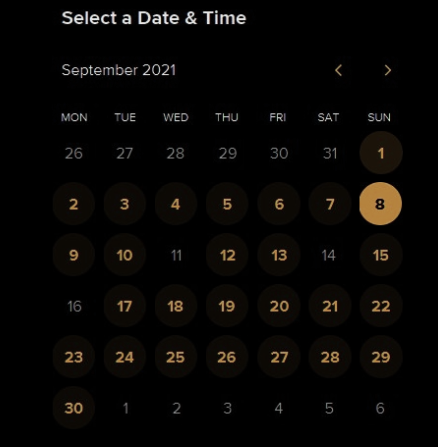 Select a Date & Time
September 2021
MON TUE WED THU FRI SAT SUN
26 27 28 29 30 31 1
2 3 4 5 6 7 8
9 10 11 12 13 14 15
16 17 18 19 20 21 22
23 24 25 26 27 28 29
30 1 2 3 4 5 6